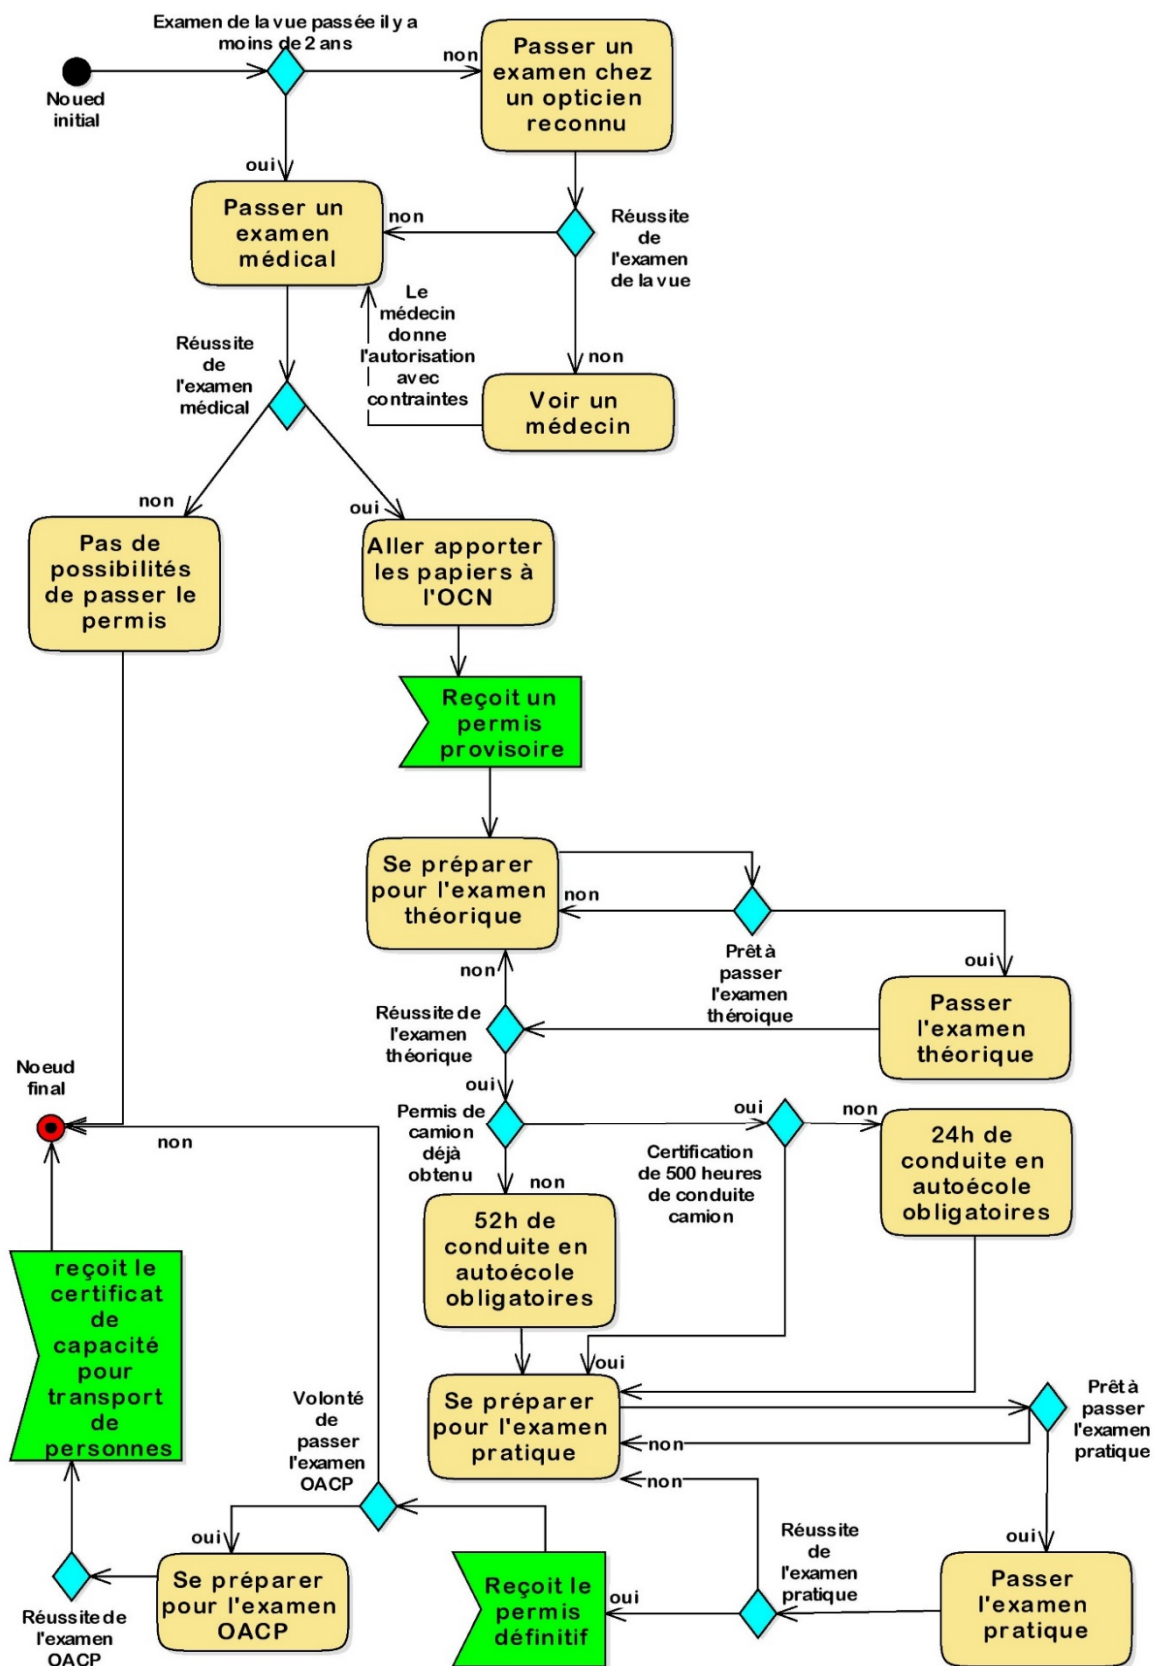 Examen de la vue passée il y a
moins de 2 ans
Noued
initial
non
Passer un
examen chez
un opticien
reconnu
oui
Passer un
examen
médical
non
Réussite
de
l'examen
de la vue
Le
médecin
donne
l'autorisation
avec
contraintes
non
Voir un
médecin
Réussite
de
l'examen
médical
non
oui
Pas de
possibilités
de passer le
permis
Aller apporter
les papiers à
l'OCN
Reçoit un
permis
provisoire
Se préparer
pour l'examen
théorique
non
Prêt à
passer
l'examen
théroique
oui
Passer
l'examen
théorique
non
Réussite de
l'examen
théorique
oui
Noeud
final
non
Permis de
camion
déjà
obtenu
oui
Certification
de 500 heures
de conduite
camion
non
24h de
conduite en
autoécole
obligatoires
non
52h de
conduite en
autoécole
obligatoires
oui
Se préparer
pour l'examen
pratique
non
Prêt à
passer
l'examen
pratique
non
oui
Passer
l'examen
pratique
Réussite
de
l'examen
pratique
oui
Reçoit le
permis
définitif
Volonté
de
passer
l'examen
OACP
oui
Se préparer
pour l'examen
OACP
Réussite de
l'examen
OACP
reçoit le
certificat
de
capacité
pour
transport
de
personnes